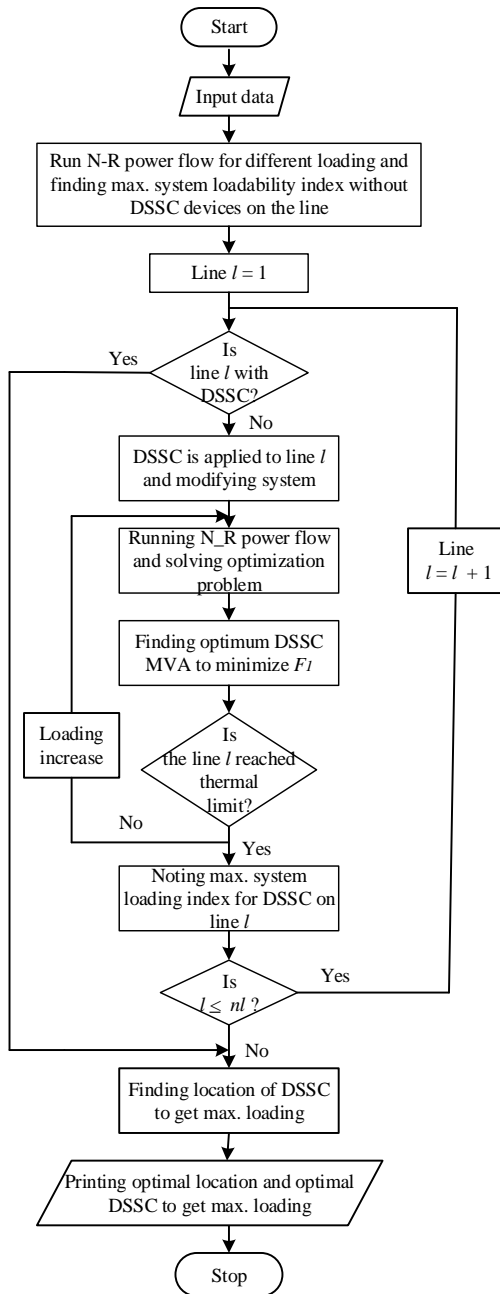 Start
Input data
Run N-R power flow for different loading and
finding max. system loadability index without
DSSC devices on the line
Line l = 1
Yes
Is
line l with
DSSC?
No
DSSC is applied to line l
and modifying system
Running N_R power flow
and solving optimization
problem
Line
l = l + 1
Finding optimum DSSC
MVA to minimize F1
Loading
increase
Is
the line l reached
thermal
limit?
No
Yes
Noting max. system
loading index for DSSC on
line l
Is
l ≤ nl ?
Yes
No
Finding location of DSSC
to get max. loading
Printing optimal location and optimal
DSSC to get max. loading
Stop